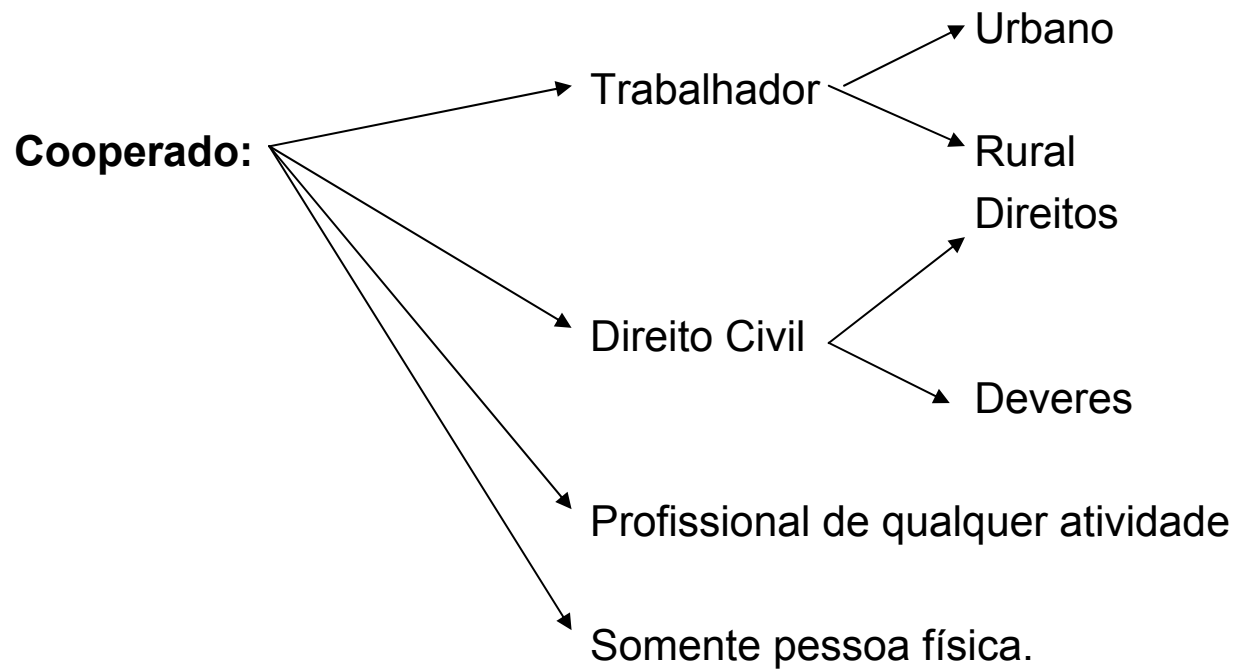 Urbano
Trabalhador
Cooperado:
Rural
Direitos
Direito Civil
Deveres
Profissional de qualquer atividade
Somente pessoa física.